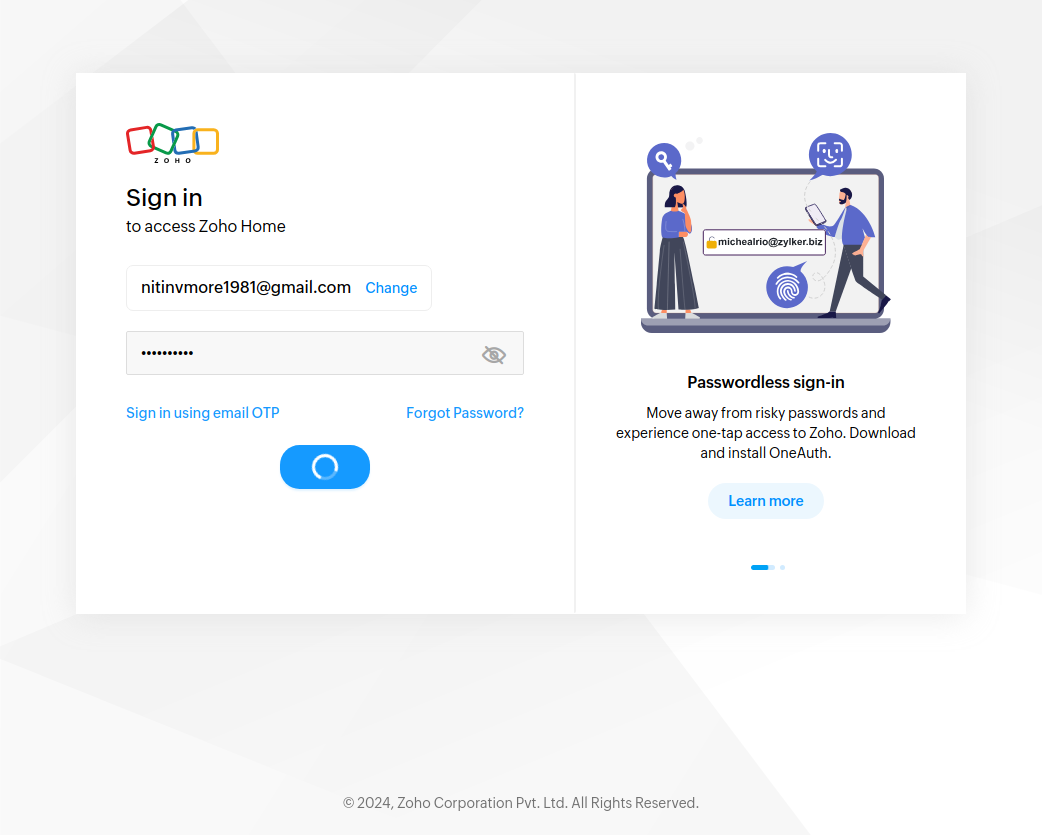 ZOHO
Sign in
to access Zoho Home
nitinvmore1981@gmail.com Change
••••••••••
Sign in using email OTP Forgot Password?
michealrio@zylker.biz
Passwordless sign-in
Move away from risky passwords and
experience one-tap access to Zoho. Download
and install OneAuth.
Learn more
© 2024, Zoho Corporation Pvt. Ltd. All Rights Reserved.